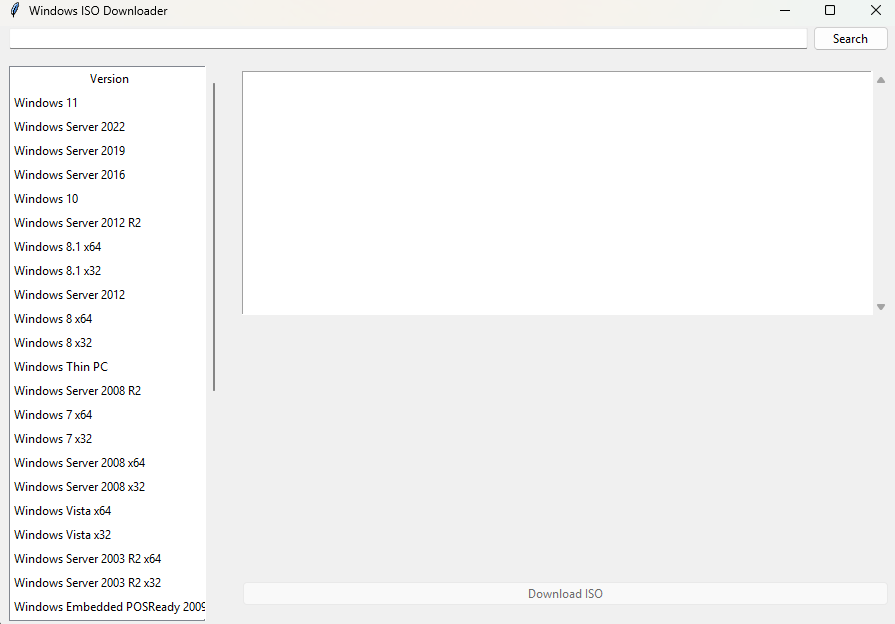 Windows ISO Downloader
Search
Version
Windows 11
Windows Server 2022
Windows Server 2019
Windows Server 2016
Windows 10
Windows Server 2012 R2
Windows 8.1 x64
Windows 8.1 x32
Windows Server 2012
Windows 8 x64
Windows 8 x32
Windows Thin PC
Windows Server 2008 R2
Windows 7 x64
Windows 7 x32
Windows Server 2008 x64
Windows Server 2008 x32
Windows Vista x64
Windows Vista x32
Windows Server 2003 R2 x64
Windows Server 2003 R2 x32
Windows Embedded POSReady 2009
Download ISO